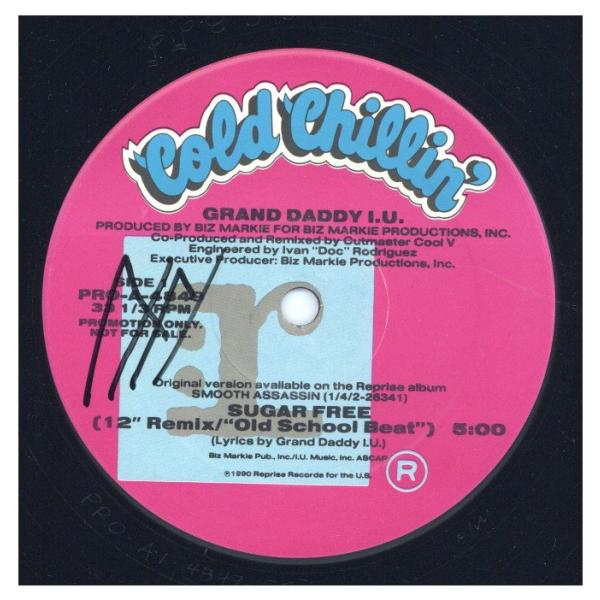 Cold Chillin'
GRAND DADDY I.U.
PRODUCED BY BIZ MARKIE FOR BIZ MARKIE PRODUCTIONS, INC.
Co-Produced and Remixed by Cutmaster Cool V
Engineered by Ivan "Doc" Rodriguez
Executive Producer: Biz Markie Productions, Inc.
SIDE 1
PRO-A-4849
33 1/3 RPM
PROMOTION ONLY.
NOT FOR SALE.
r
Original version available on the Reprise album
SMOOTH ASSASSIN (1/4/2-26341)
SUGAR FREE
(12" Remix/"Old School Beat") 5:00
(Lyrics by Grand Daddy I.U.)
Biz Markie Pub., Inc./I.U. Music, Inc. ASCAP
®
℗1990 Reprise Records for the U.S.